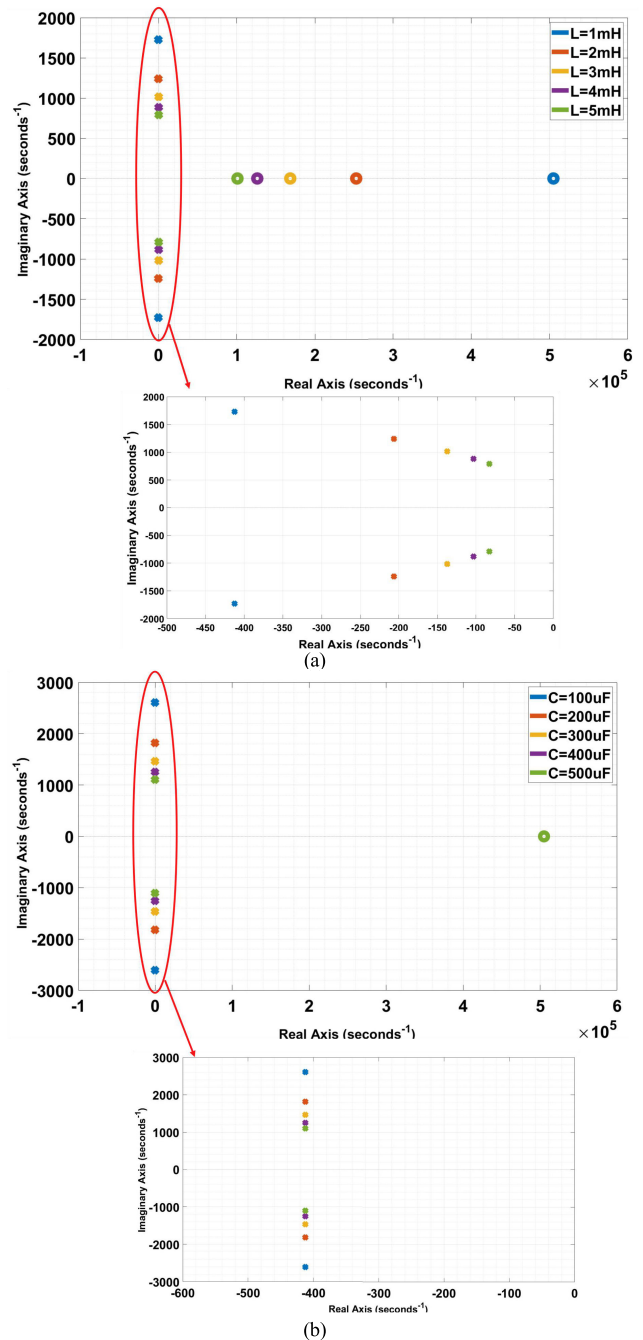 2000
1500
1000
500
0
-500
-1000
-1500
-2000
Imaginary Axis (seconds⁻¹)
L=1mH
L=2mH
L=3mH
L=4mH
L=5mH
-1 0 1 2 3 4 5 6
Real Axis (seconds⁻¹)
×10⁵
2000
1500
1000
500
0
-500
-1000
-1500
-2000
Imaginary Axis (seconds⁻¹)
-500 -450 -400 -350 -300 -250 -200 -150 -100 -50 0
Real Axis (seconds⁻¹)
(a)
3000
2000
1000
0
-1000
-2000
-3000
Imaginary Axis (seconds⁻¹)
C=100uF
C=200uF
C=300uF
C=400uF
C=500uF
-1 0 1 2 3 4 5 6
Real Axis (seconds⁻¹)
×10⁵
3000
2000
1000
0
-1000
-2000
-3000
Imaginary Axis (seconds⁻¹)
-600 -500 -400 -300 -200 -100 0
Real Axis (seconds⁻¹)
(b)